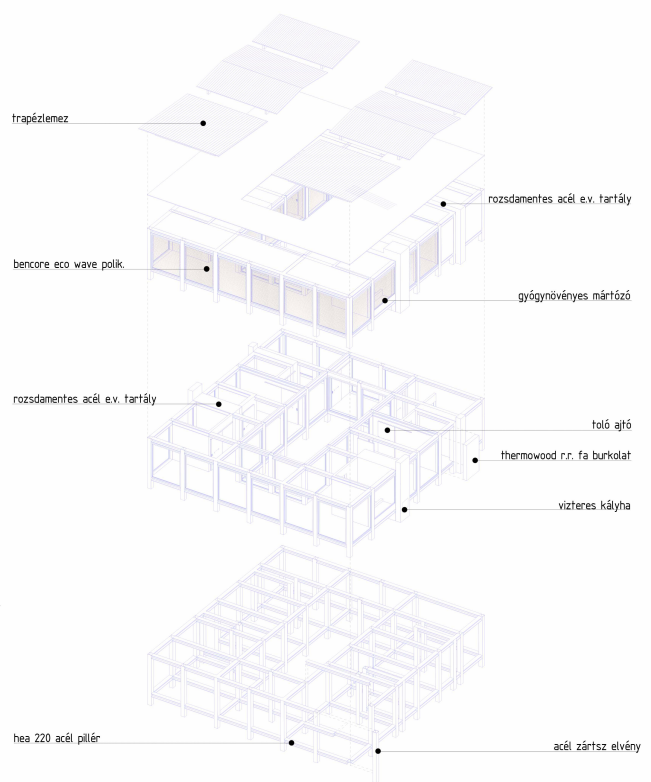 trapézlemez
rozsdamentes acél e.v. tartály
bencore eco wave polik.
gyógynövényes mártózó
rozsdamentes acél e.v. tartály
toló ajtó
thermowood r.r. fa burkolat
vizteres kályha
hea 220 acél pillér
acél zártsz elvény